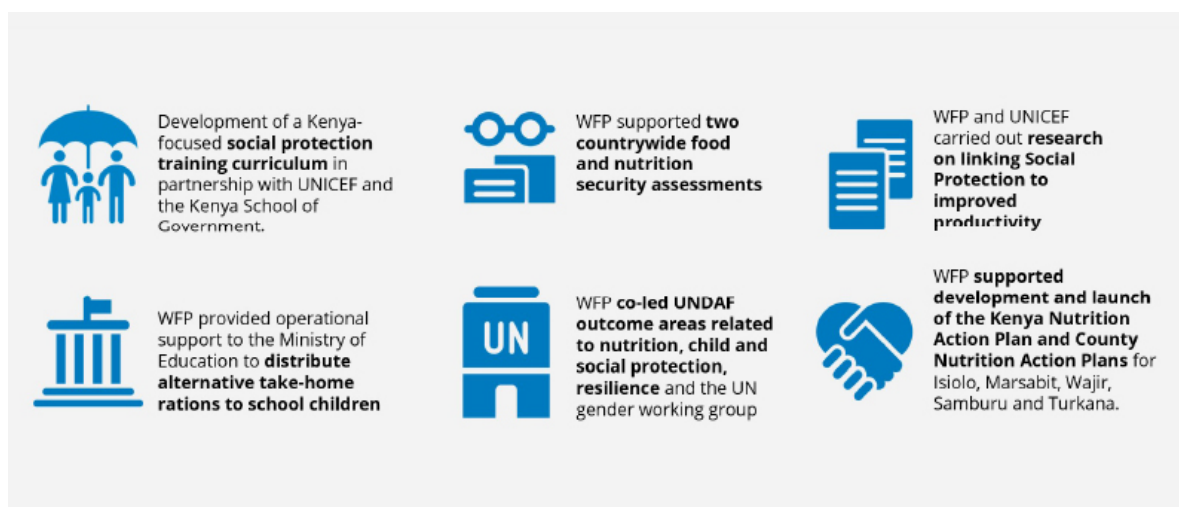 Development of a Kenya-
focused social protection
training curriculum in
partnership with UNICEF and
the Kenya School of
Government.
WFP supported two
countrywide food
and nutrition
security assessments
WFP and UNICEF
carried out research
on linking Social
Protection to
improved
productivity
WFP provided operational
support to the Ministry of
Education to distribute
alternative take-home
rations to school children
UN
WFP co-led UNDAF
outcome areas related
to nutrition, child and
social protection,
resilience and the UN
gender working group
WFP supported
development and launch
of the Kenya Nutrition
Action Plan and County
Nutrition Action Plans for
Isiolo, Marsabit, Wajir,
Samburu and Turkana.